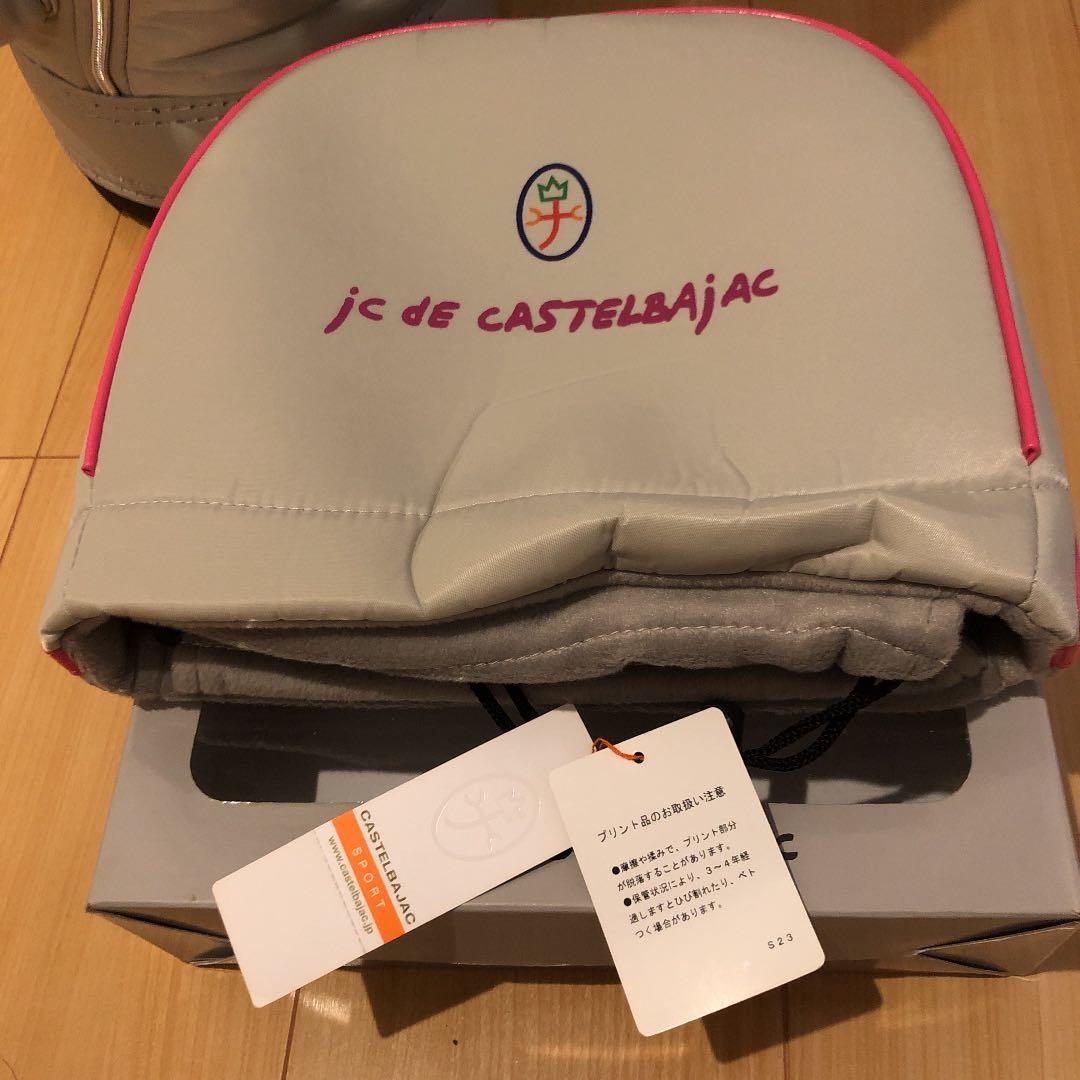 jc de CASTELBAjAC
CASTELBAJAC
SPORT
www.castelbajac.jp
プリント品のお取扱い注意
●摩擦や揉みで、プリント部分
が脱落することがあります。
●保管状況により、3～4年経
過しますとひび割れたり、ベト
つく場合があります。
S23